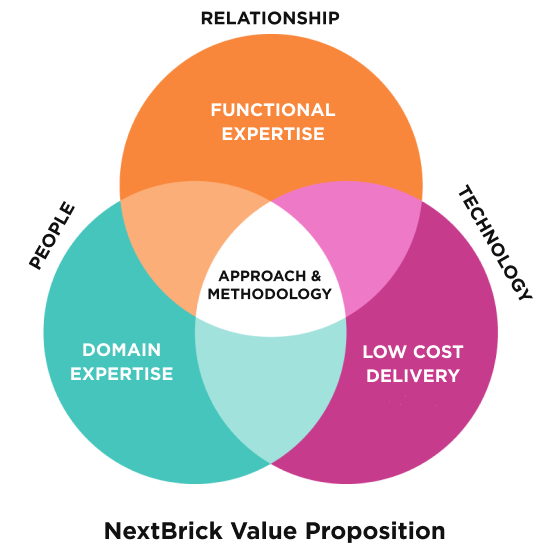 RELATIONSHIP
FUNCTIONAL
EXPERTISE
PEOPLE
TECHNOLOGY
APPROACH &
METHODOLOGY
DOMAIN
EXPERTISE
LOW COST
DELIVERY
NextBrick Value Proposition